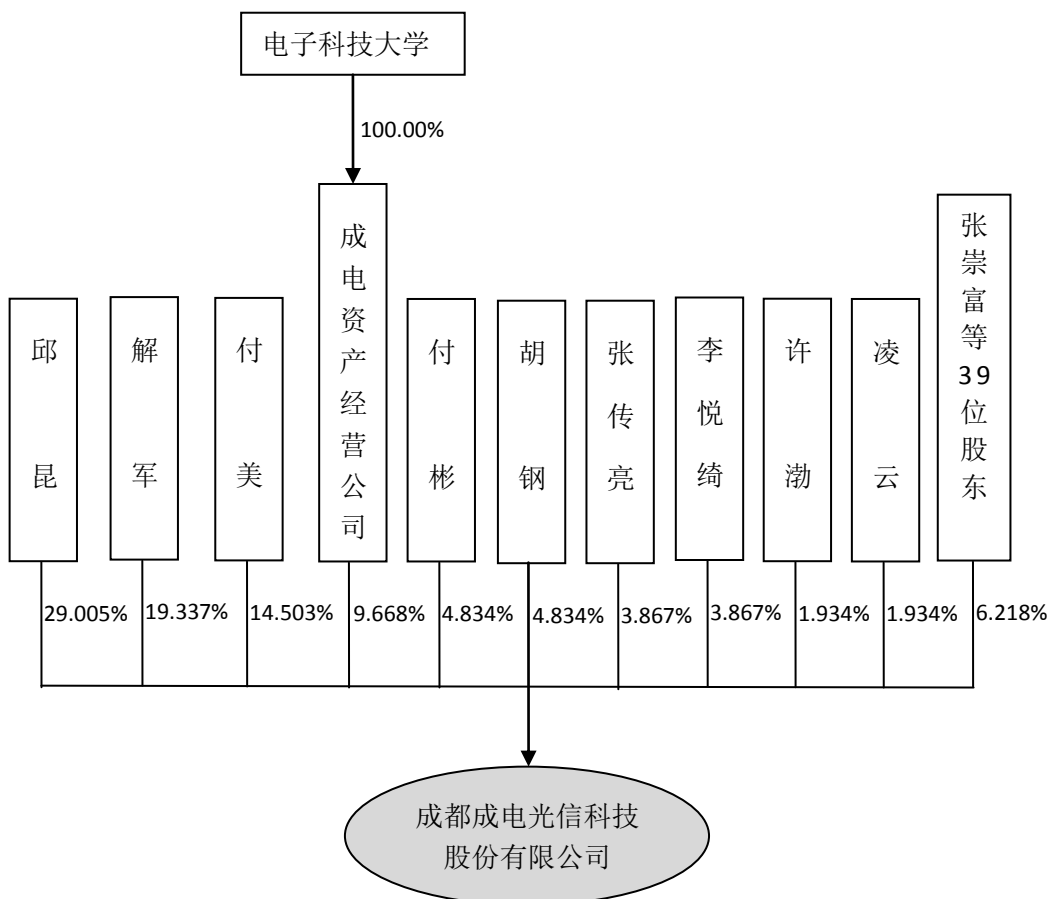 电子科技大学
100.00%
邱昆
解军
付美
成电资产经营公司
付彬
胡钢
张传亮
李悦绮
许渤
凌云
张崇富等39位股东
29.005%
19.337%
14.503%
9.668%
4.834%
4.834%
3.867%
3.867%
1.934%
1.934%
6.218%
成都成电光信科技
股份有限公司